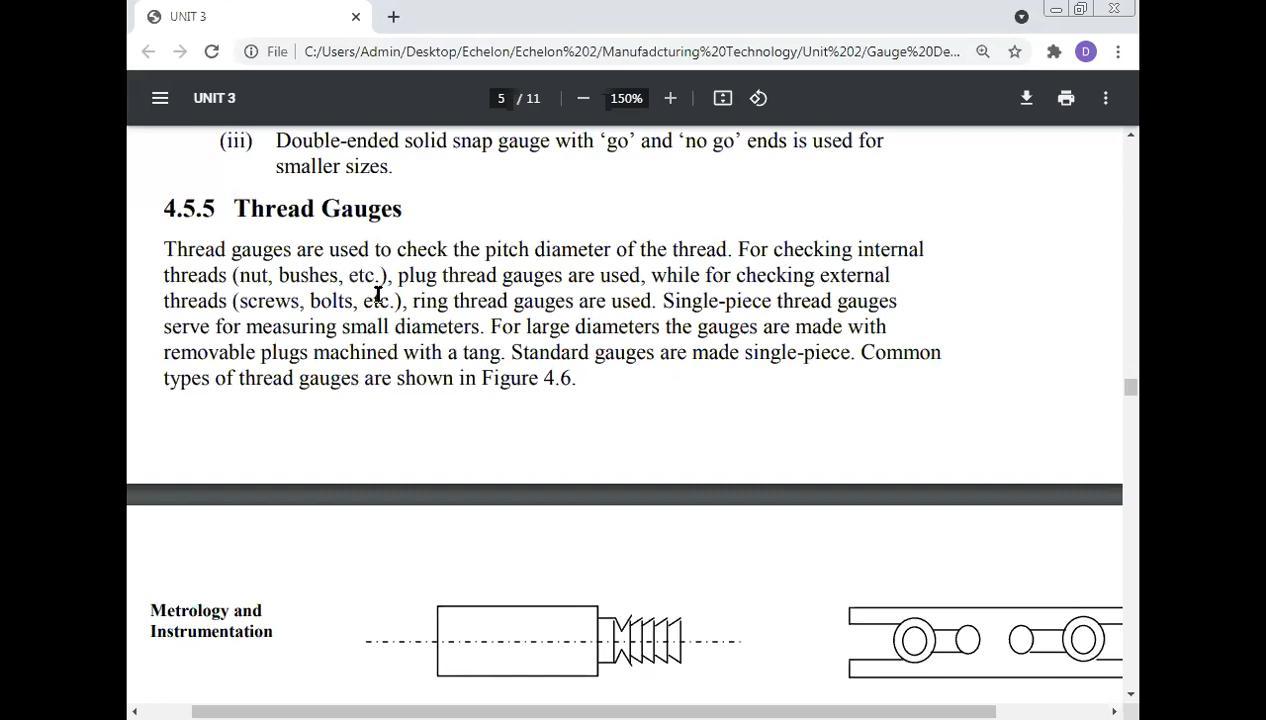 UNIT 3
File
C:/Users/Admin/Desktop/Echelon/Echelon%202/Manufadcturing%20Technology/Unit%202/Gauge%20De...
D
UNIT 3
5 / 11
150%
(iii) Double-ended solid snap gauge with ‘go’ and ‘no go’ ends is used for
smaller sizes.
4.5.5 Thread Gauges
Thread gauges are used to check the pitch diameter of the thread. For checking internal
threads (nut, bushes, etc.), plug thread gauges are used, while for checking external
threads (screws, bolts, etc.), ring thread gauges are used. Single-piece thread gauges
serve for measuring small diameters. For large diameters the gauges are made with
removable plugs machined with a tang. Standard gauges are made single-piece. Common
types of thread gauges are shown in Figure 4.6.
Metrology and
Instrumentation